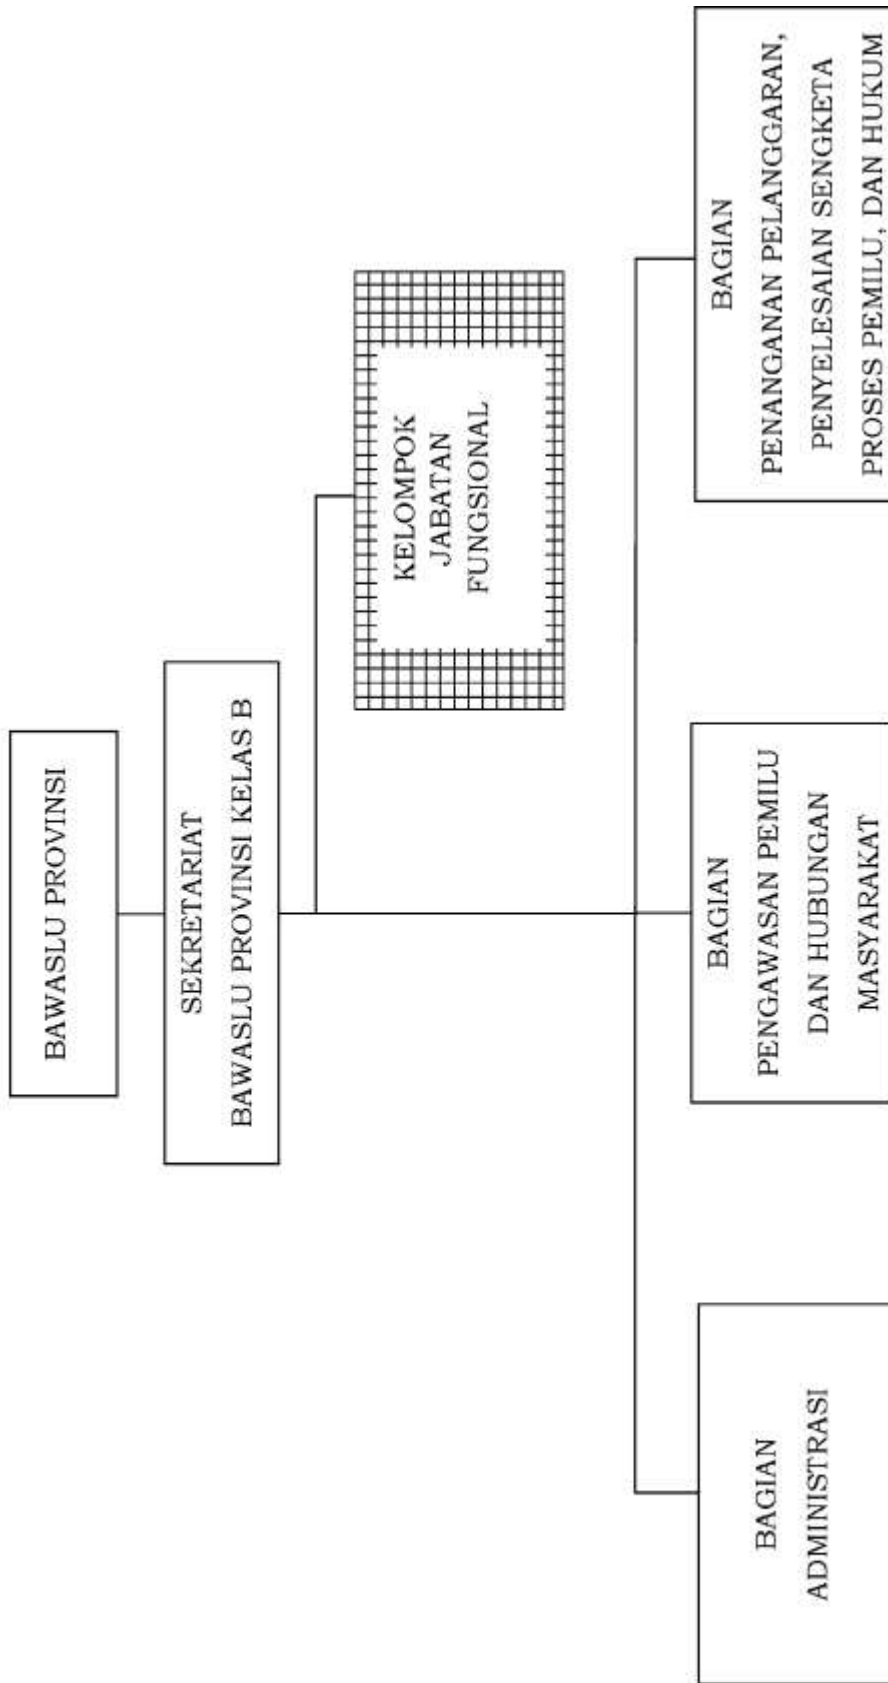 BAWASLU PROVINSI
SEKRETARIAT
BAWASLU PROVINSI KELAS B
KELOMPOK
JABATAN
FUNGSIONAL
BAGIAN
ADMINISTRASI
BAGIAN
PENGAWASAN PEMILU
DAN HUBUNGAN
MASYARAKAT
BAGIAN
PENANGANAN PELANGGARAN,
PENYELESAIAN SENGKETA
PROSES PEMILU, DAN HUKUM